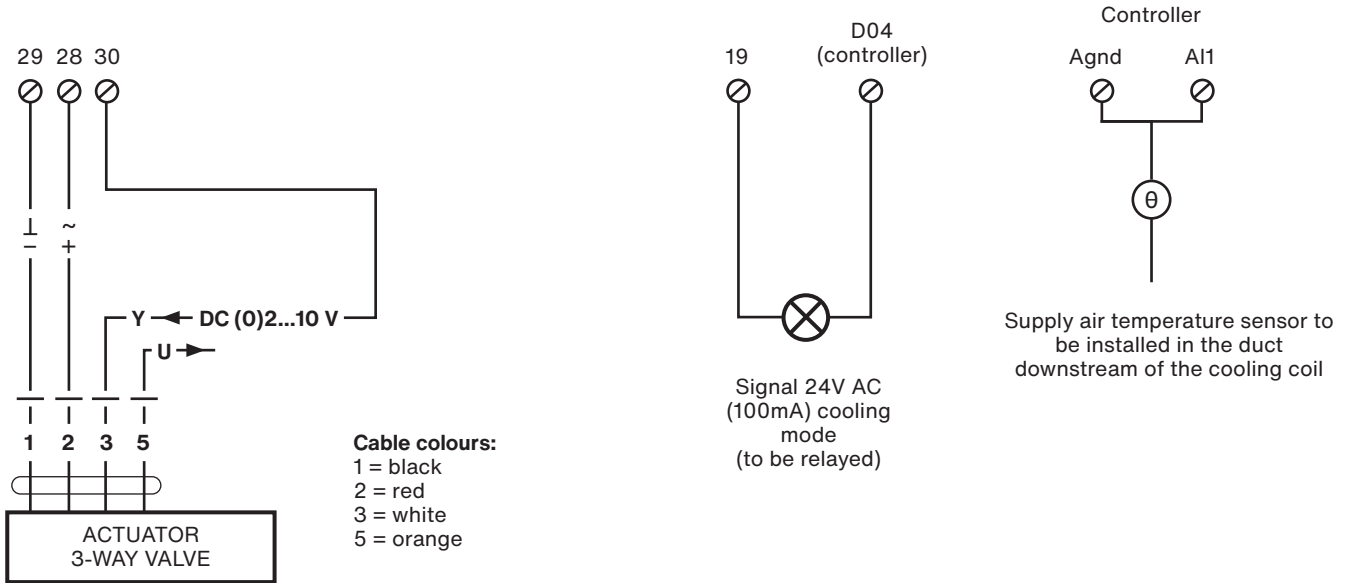 29 28 30
⊥ ~
− +
Y DC (0)2...10 V
U
1 2 3 5
ACTUATOR
3-WAY VALVE
Cable colours:
1 = black
2 = red
3 = white
5 = orange
19
D04
(controller)
Signal 24V AC
(100mA) cooling
mode
(to be relayed)
Controller
Agnd AI1
θ
Supply air temperature sensor to
be installed in the duct
downstream of the cooling coil